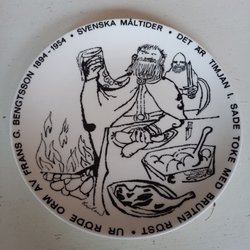 SVENSKA MÅLTIDER • DET ÄR TIMJAN I, SADE TOKE MED BRUTEN RÖST • UR RÖDE ORM AV FRANS G. BENGTSSON 1894-1954 •